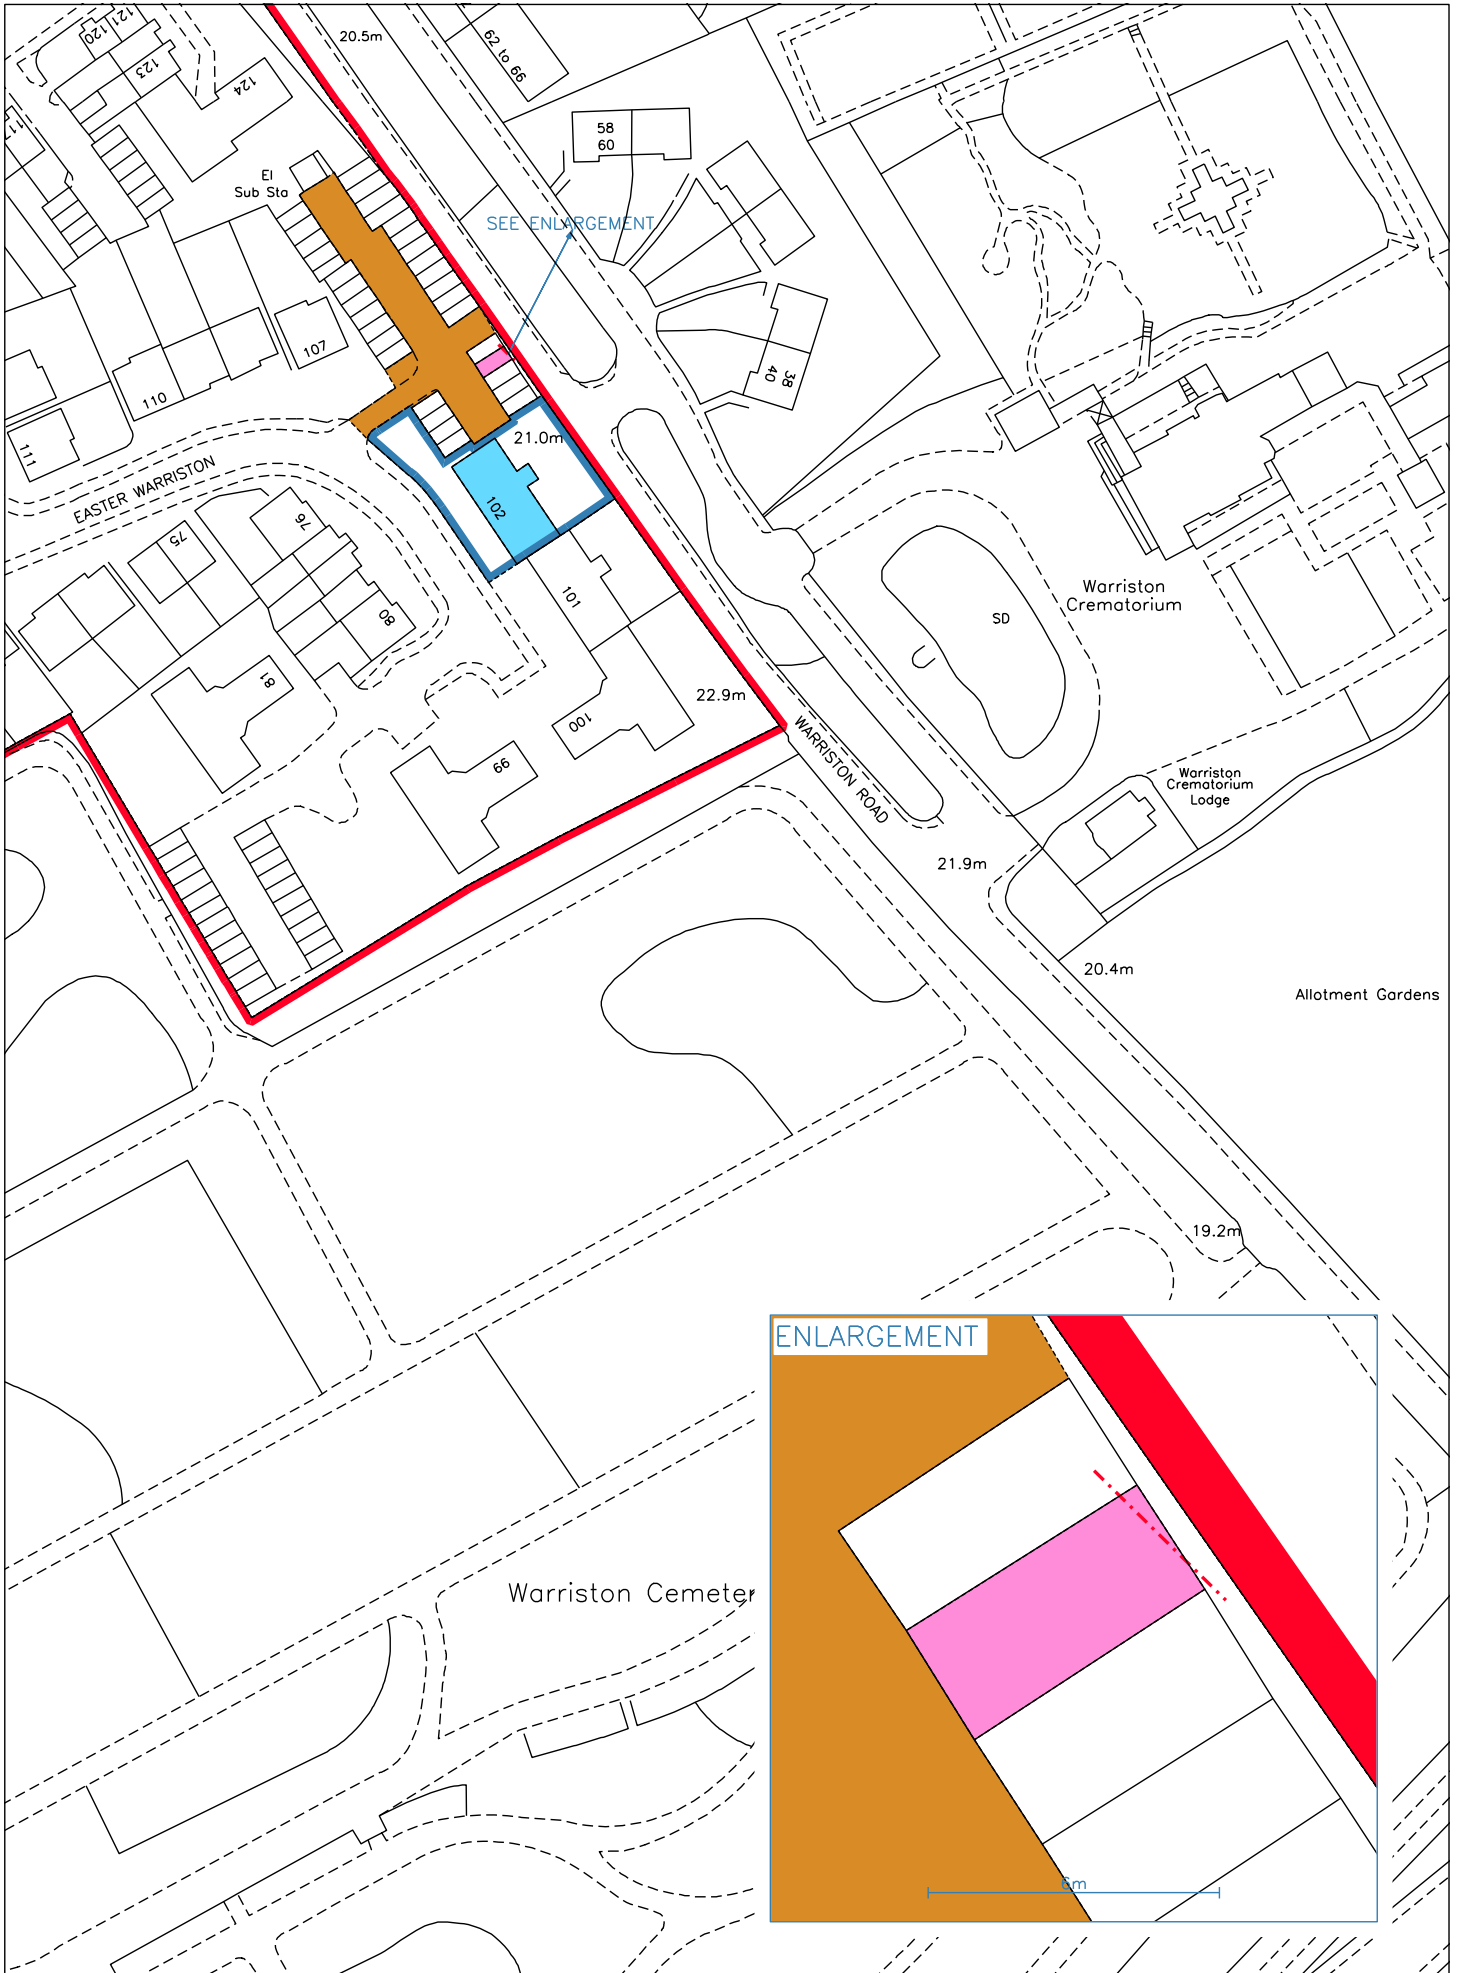 121
120
123
124
20.5m
62 to 66
58
60
El
Sub Sta
SEE ENLARGEMENT
107
110
111
38
40
21.0m
EASTER WARRISTON
102
76
75
101
80
Warriston
Crematorium
SD
81
22.9m
100
99
WARRISTON ROAD
Warriston
Crematorium
Lodge
21.9m
20.4m
Allotment Gardens
19.2m
ENLARGEMENT
Warriston Cemeter
6m